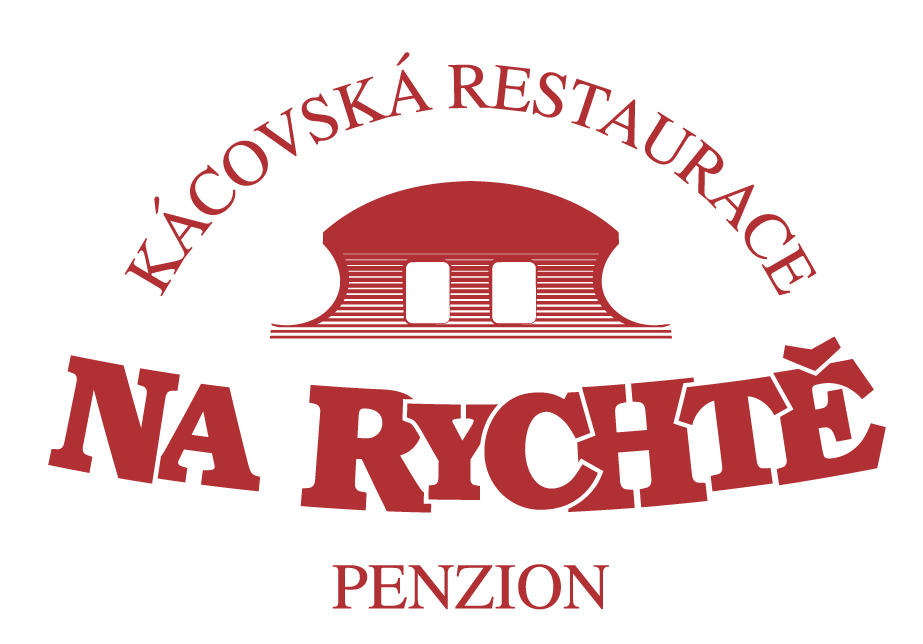 KÁCOVSKÁ RESTAURACE
NA RYCHTĚ
PENZION